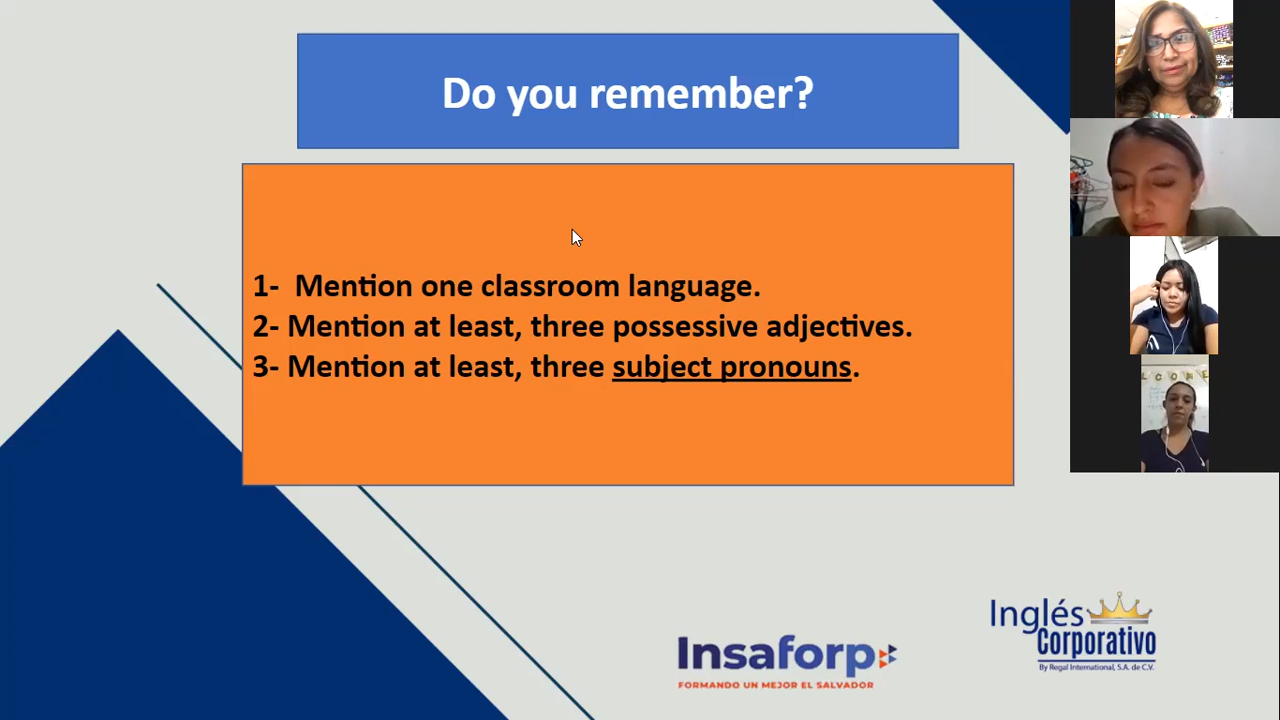 Do you remember?
1- Mention one classroom language.
2- Mention at least, three possessive adjectives.
3- Mention at least, three subject pronouns.
Insaforp
FORMANDO UN MEJOR EL SALVADOR
Inglés
Corporativo
By Regal International, S.A. de C.V.